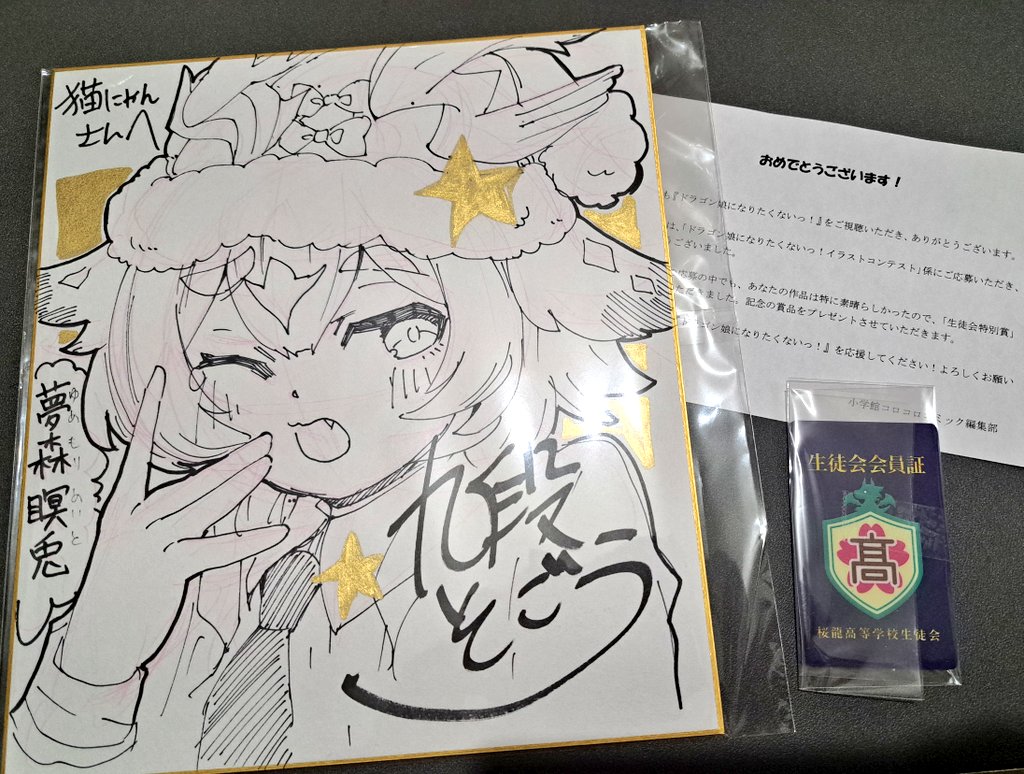 猫にゃん
さんへ
夢森瞑兎
ゆめもりめいと
九段
そごう
おめでとうございます！
も『ドラゴン娘になりたくないっ！』をご視聴いただき、ありがとうございます。
は、「ドラゴン娘になりたくないっ！イラストコンテスト」係にご応募いただき、
ございました。
応募の中でも、あなたの作品は特に素晴らしかったので、「生徒会特別賞」
ました。記念の賞品をプレゼントさせていただきます。
ドラゴン娘になりたくないっ！』を応援してください！よろしくお願い
小学館コロコロコミック編集部
生徒会会員証
高
桜龍高等学校生徒会